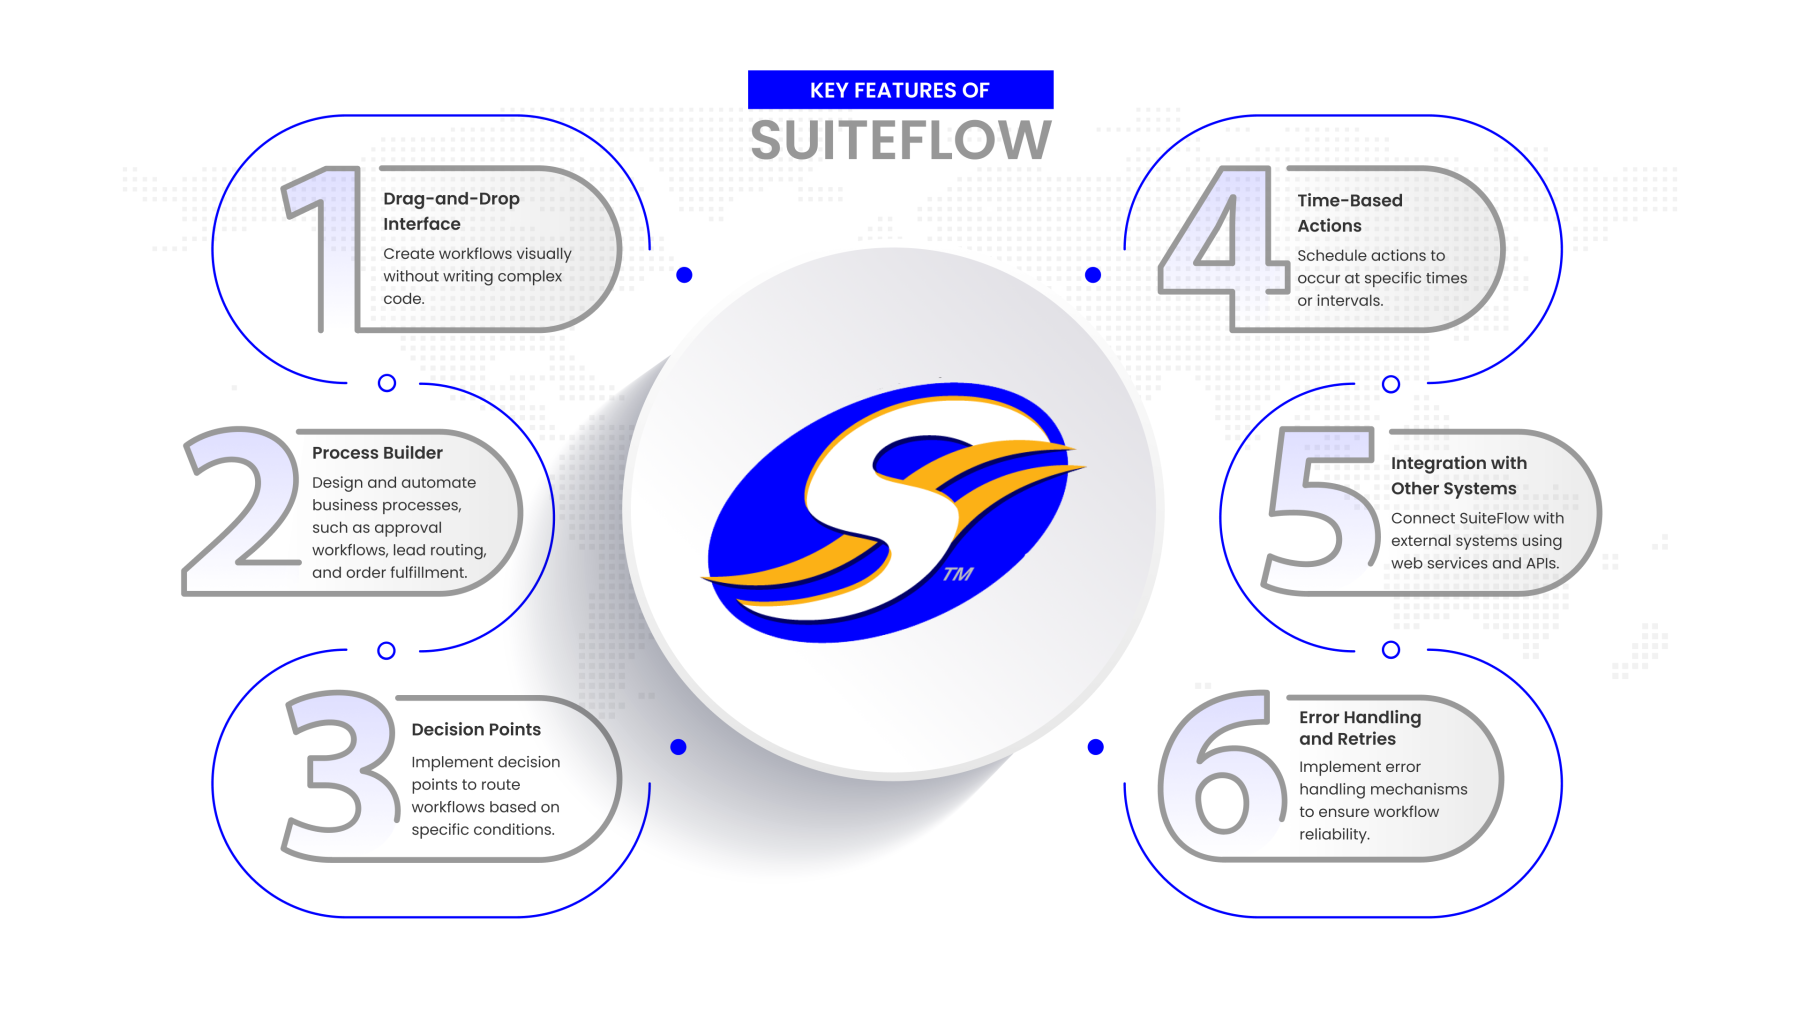 KEY FEATURES OF
SUITEFLOW
1
Drag-and-Drop
Interface
Create workflows visually
without writing complex
code.
2
Process Builder
Design and automate
business processes,
such as approval
workflows, lead routing,
and order fulfillment.
3
Decision Points
Implement decision
points to route
workflows based on
specific conditions.
S
TM
4
Time-Based
Actions
Schedule actions to
occur at specific times
or intervals.
5
Integration with
Other Systems
Connect SuiteFlow with
external systems using
web services and APIs.
6
Error Handling
and Retries
Implement error
handling mechanisms
to ensure workflow
reliability.